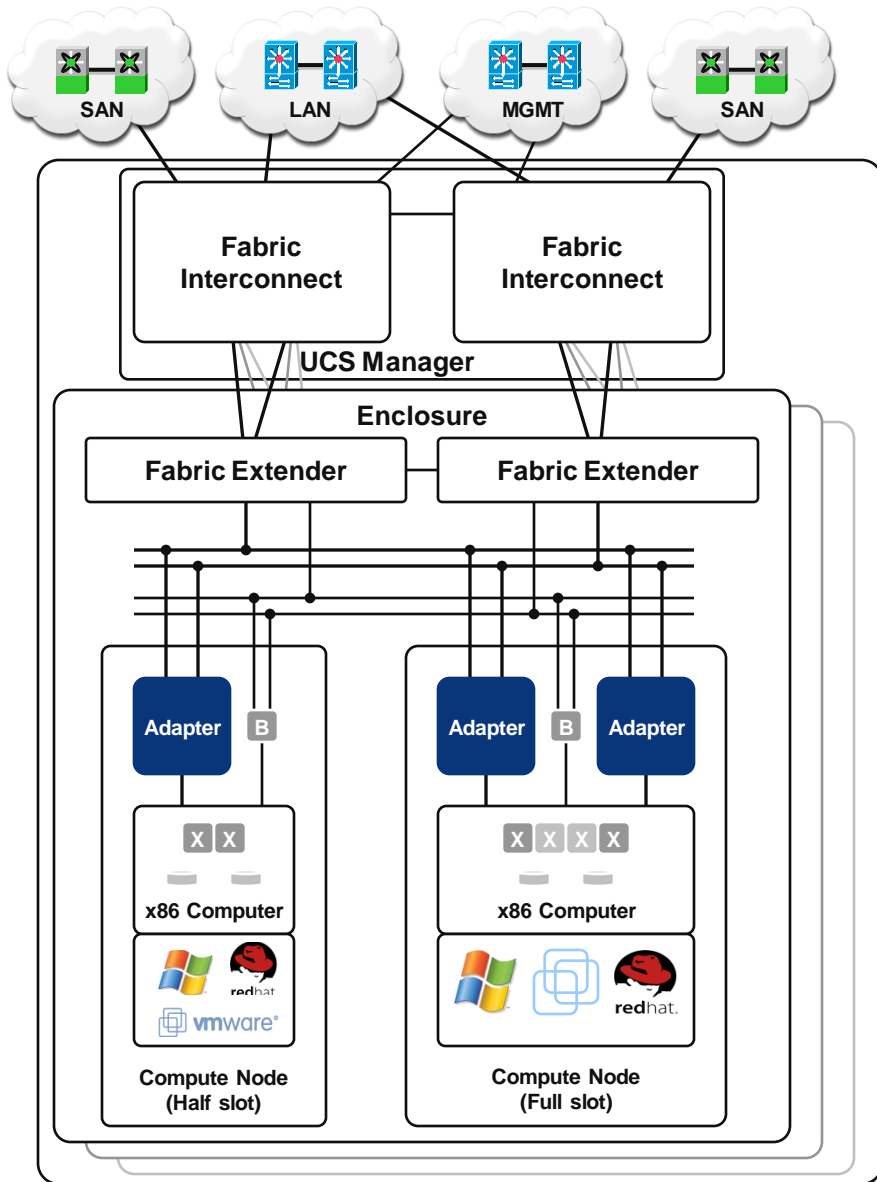 SAN
LAN
MGMT
SAN
Fabric
Interconnect
Fabric
Interconnect
UCS Manager
Enclosure
Fabric Extender
Fabric Extender
Adapter
B
Adapter
B
Adapter
X X
X X X X
x86 Computer
x86 Computer
redhat
vmware®
redhat.
Compute Node
(Half slot)
Compute Node
(Full slot)